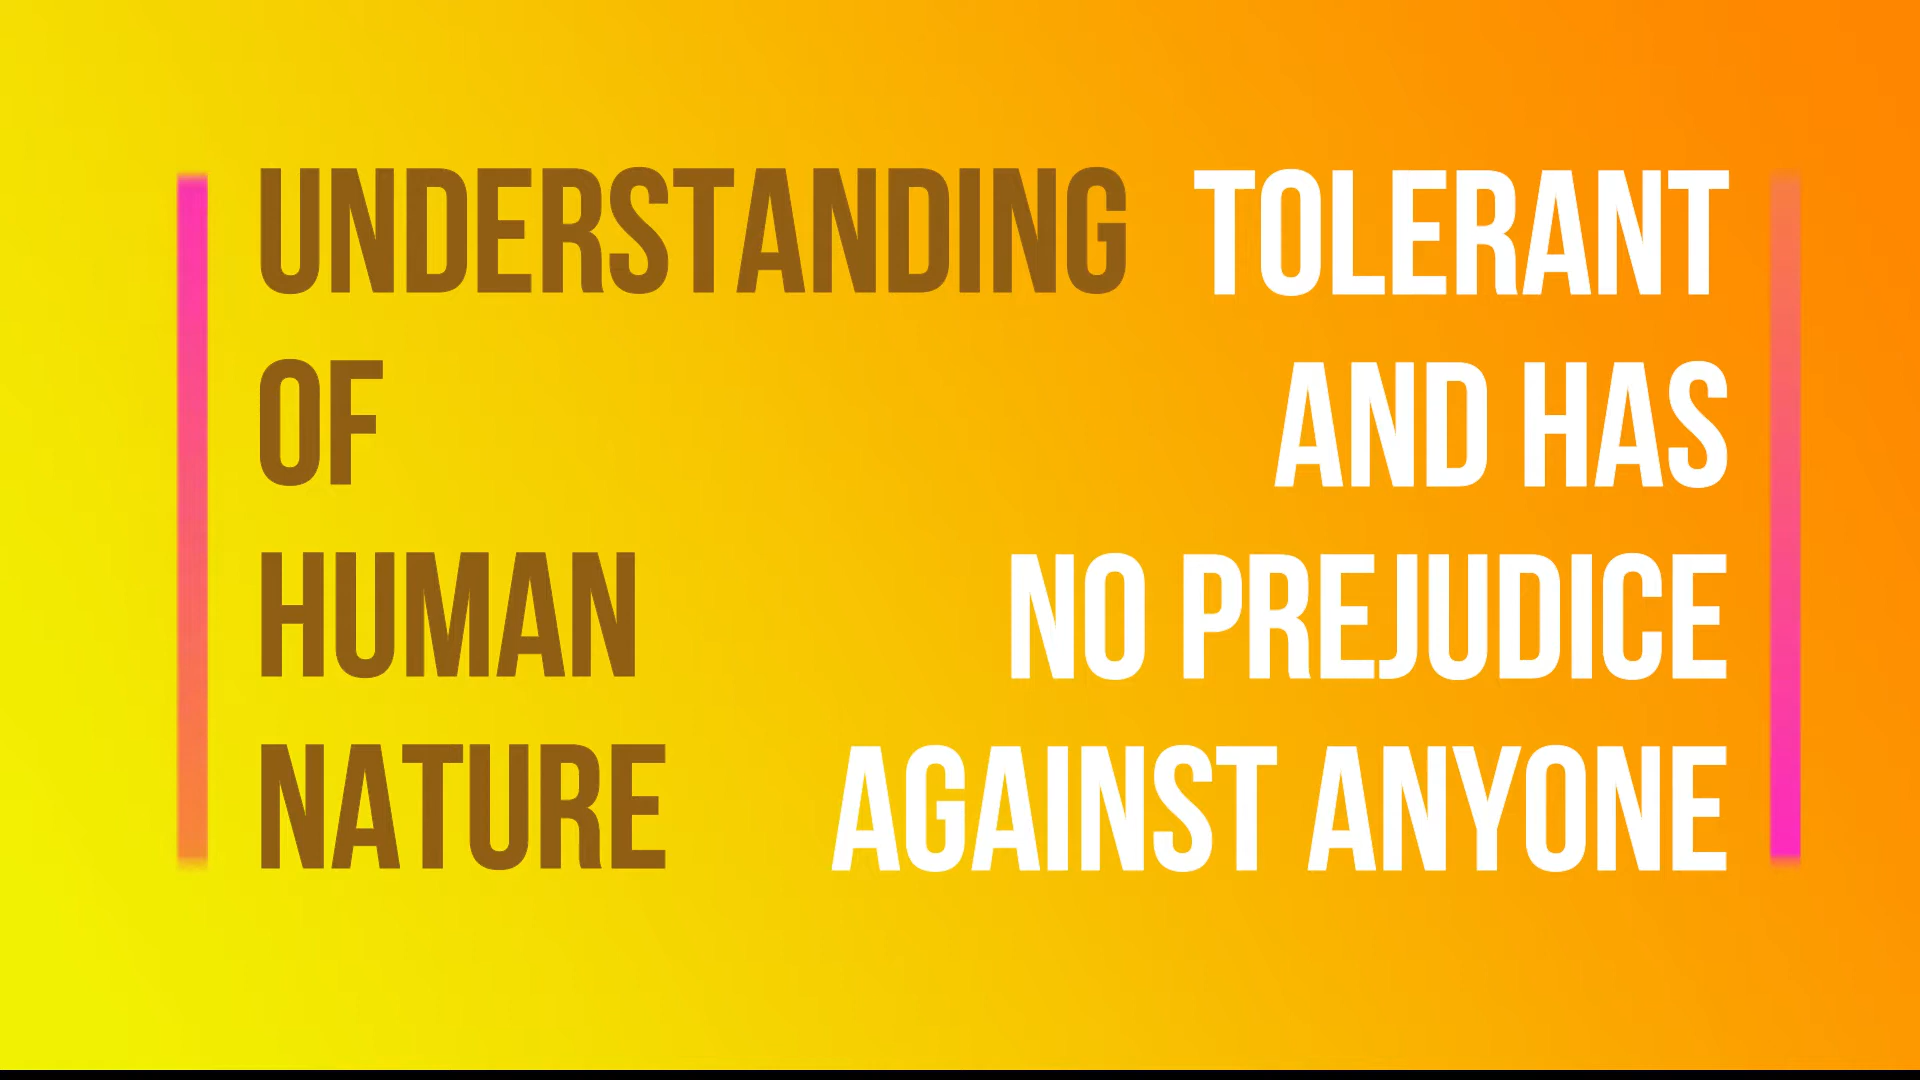 UNDERSTANDING
OF
HUMAN
NATURE
TOLERANT
AND HAS
NO PREJUDICE
AGAINST ANYONE